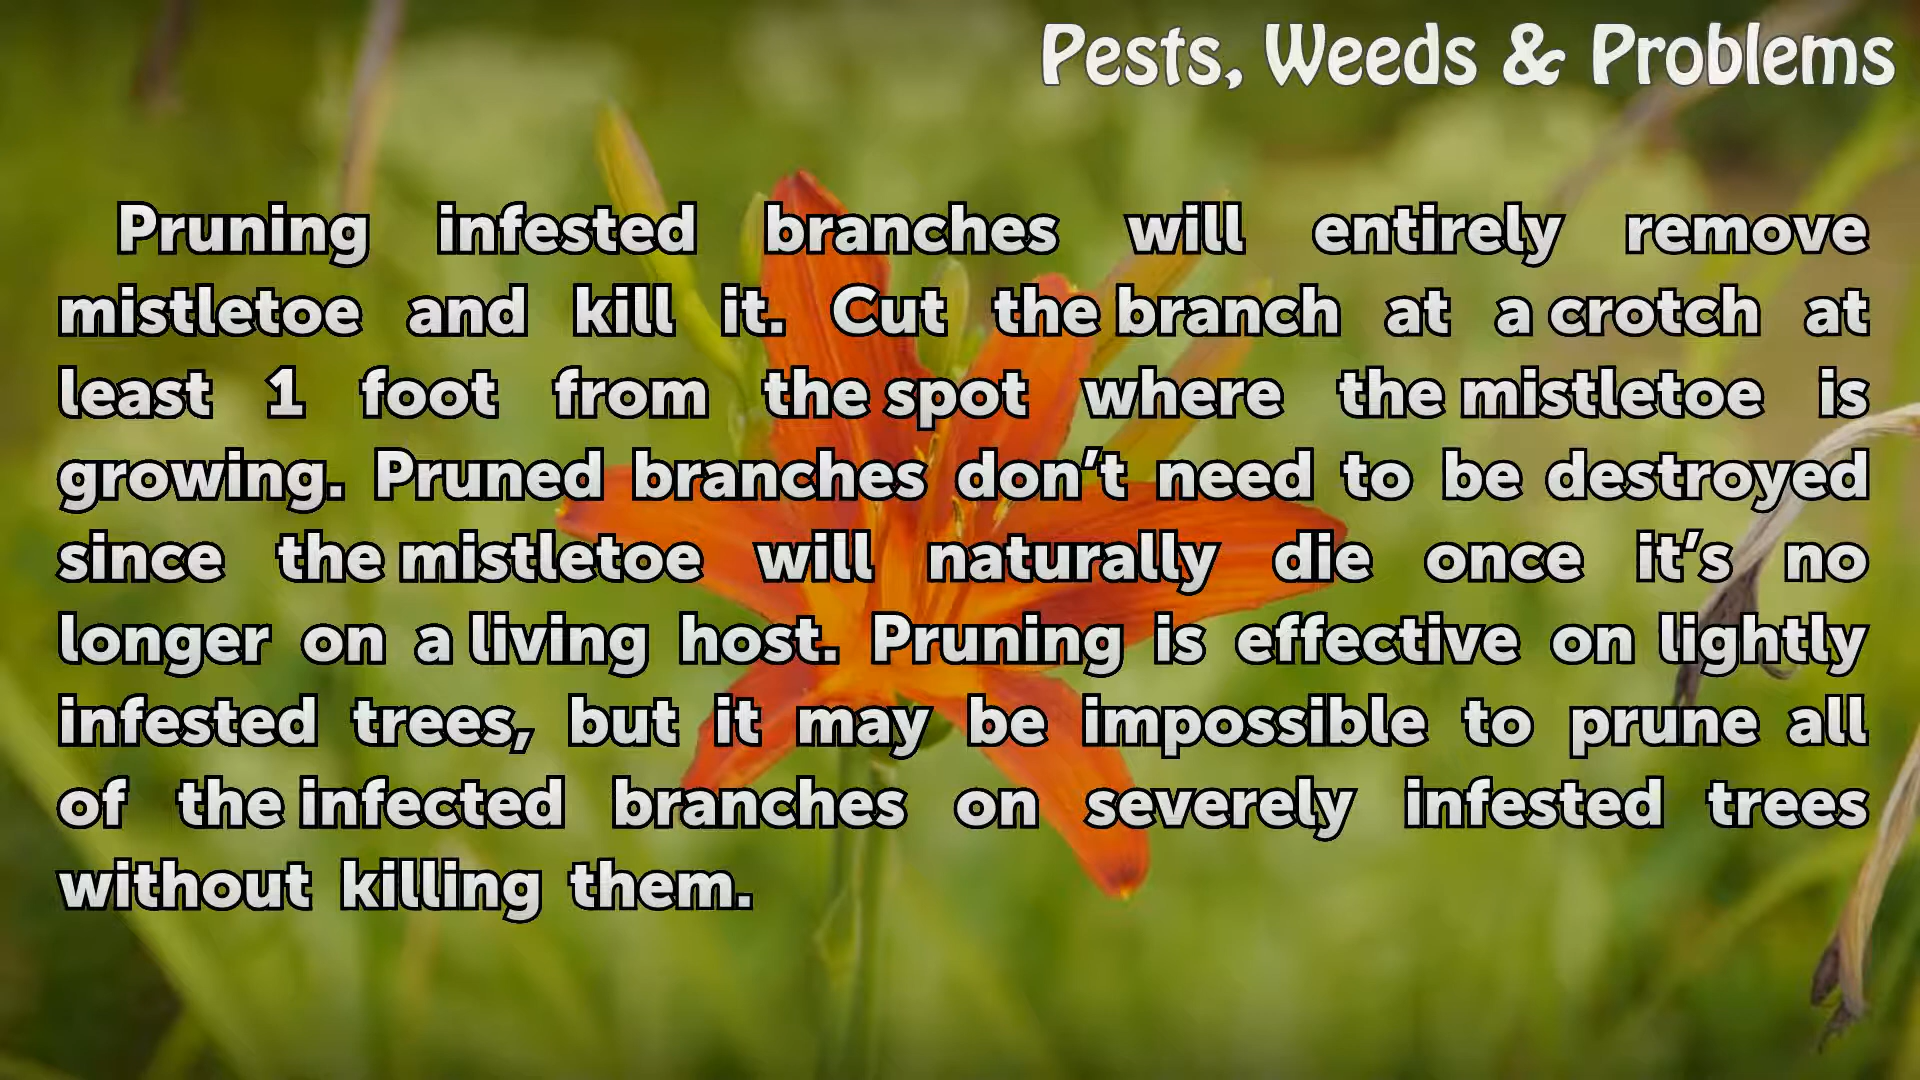 Pests, Weeds & Problems
Pruning infested branches will entirely remove
mistletoe and kill it. Cut the branch at a crotch at
least 1 foot from the spot where the mistletoe is
growing. Pruned branches don’t need to be destroyed
since the mistletoe will naturally die once it’s no
longer on a living host. Pruning is effective on lightly
infested trees, but it may be impossible to prune all
of the infected branches on severely infested trees
without killing them.